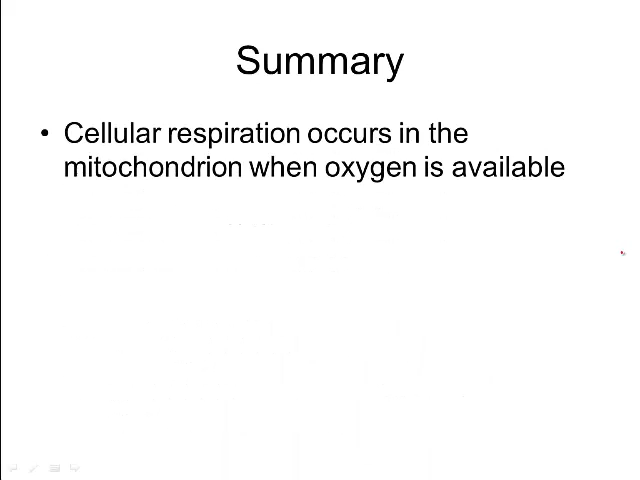 Summary
• Cellular respiration occurs in the
mitochondrion when oxygen is available